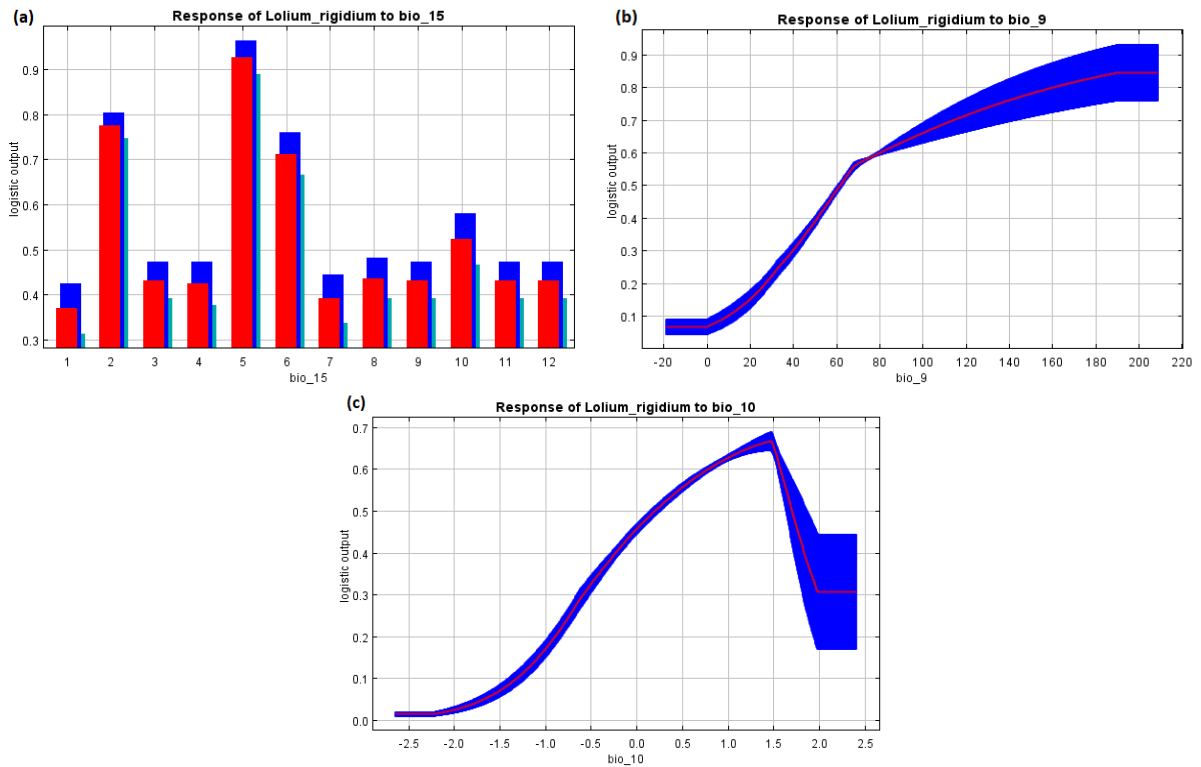 (a)
Response of Lolium_rigidium to bio_15
logistic output
0.9
0.8
0.7
0.6
0.5
0.4
0.3
1 2 3 4 5 6 7 8 9 10 11 12
bio_15
(b)
Response of Lolium_rigidium to bio_9
logistic output
0.9
0.8
0.7
0.6
0.5
0.4
0.3
0.2
0.1
-20 0 20 40 60 80 100 120 140 160 180 200 220
bio_9
(c)
Response of Lolium_rigidium to bio_10
logistic output
0.7
0.6
0.5
0.4
0.3
0.2
0.1
0.0
-2.5 -2.0 -1.5 -1.0 -0.5 0.0 0.5 1.0 1.5 2.0 2.5
bio_10